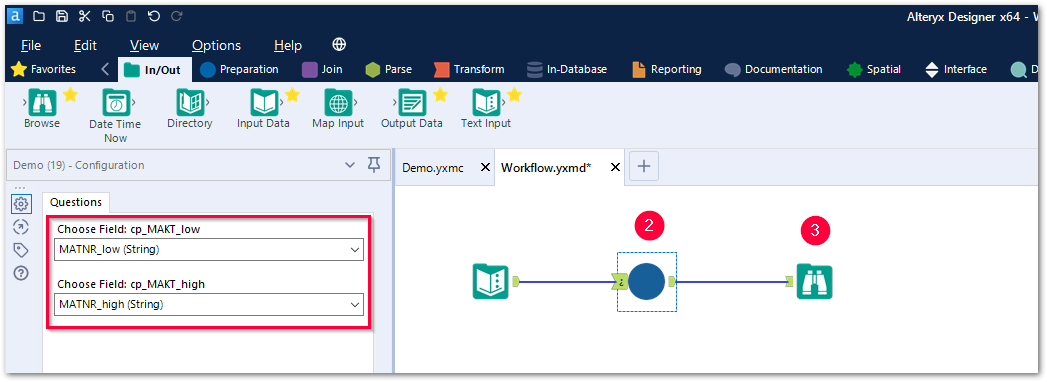 a
Alteryx Designer x64 - W
File Edit View Options Help
Favorites In/Out Preparation Join Parse Transform In-Database Reporting Documentation Spatial Interface D
Browse Date Time Now Directory Input Data Map Input Output Data Text Input
Demo (19) - Configuration
Demo.yxmc Workflow.yxmd*
Questions
Choose Field: cp_MAKT_low
MATNR_low (String)
Choose Field: cp_MAKT_high
MATNR_high (String)
2
3
¿